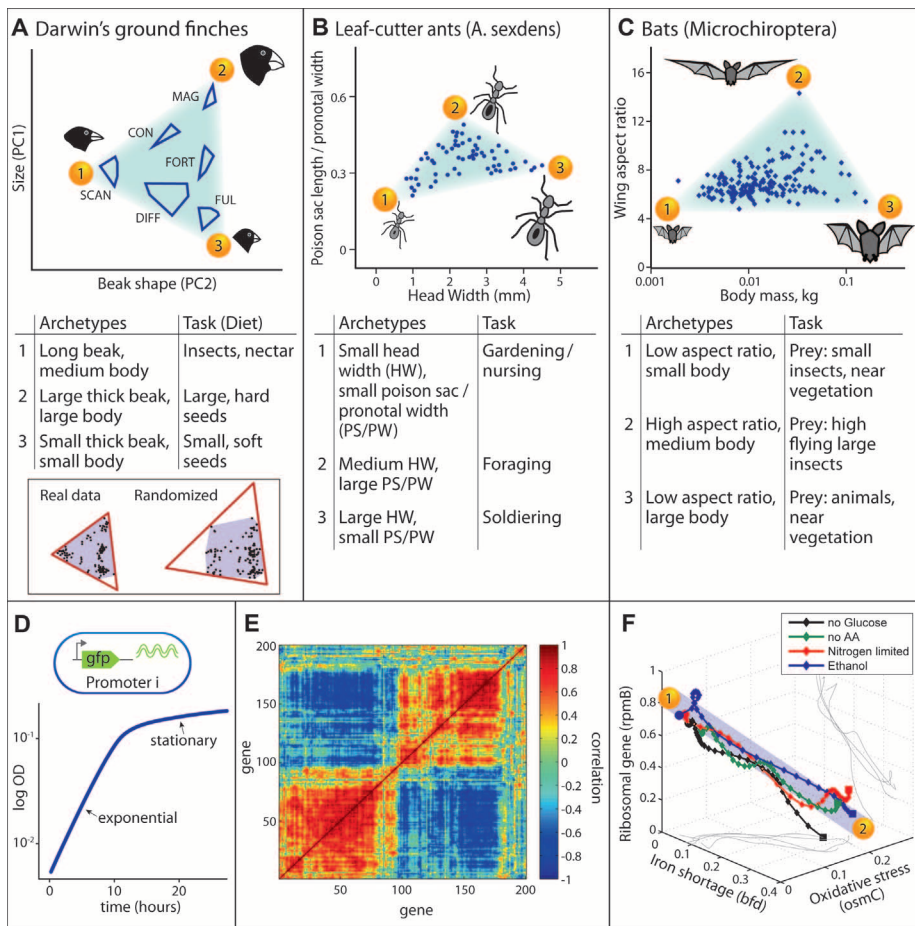 A Darwin's ground finches
Size (PC1)
2
MAG
CON
1
FORT
SCAN
DIFF
FUL
3
Beak shape (PC2)
Archetypes Task (Diet)
1 Long beak, Insects, nectar
medium body
2 Large thick beak, Large, hard
large body seeds
3 Small thick beak, Small, soft
small body seeds
Real data Randomized
B Leaf-cutter ants (A. sexdens)
Poison sac length / pronotal width
0.6
0.3
0
2
3
1
0 1 2 3 4 5
Head Width (mm)
Archetypes Task
1 Small head Gardening /
width (HW), nursing
small poison sac /
pronotal width
(PS/PW)
2 Medium HW, Foraging
large PS/PW
3 Large HW, Soldiering
small PS/PW
C Bats (Microchiroptera)
Wing aspect ratio
16
12
8
4
0
2
1
3
0.001 0.01 0.1 1
Body mass, kg
Archetypes Task
1 Low aspect ratio, Prey: small
small body insects, near
vegetation
2 High aspect ratio, Prey: high
medium body flying large
insects
3 Low aspect ratio, Prey: animals,
large body near
vegetation
D
gfp
Promoter i
log OD
10-1
10-2
stationary
exponential
0 10 20
time (hours)
E
gene
200
150
100
50
50 100 150 200
gene
1
0.8
0.6
0.4
0.2
0
-0.2
-0.4
-0.6
-0.8
-1
correlation
F
no Glucose
no AA
Nitrogen limited
Ethanol
Ribosomal gene (rpmB)
1
0.8
0.6
0.4
0.2
0
1
2
0 0.1 0.2 0.3 0.4
Iron shortage (bfd)
0 0.1 0.2
Oxidative stress
(osmC)